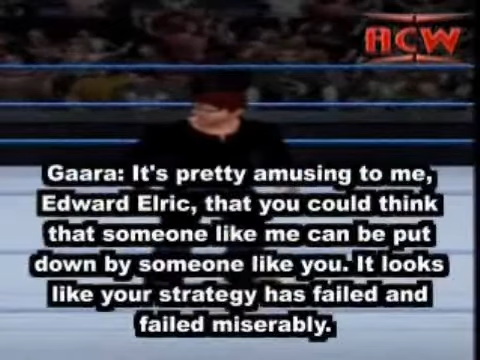 ACW
Gaara: It's pretty amusing to me,
Edward Elric, that you could think
that someone like me can be put
down by someone like you. It looks
like your strategy has failed and
failed miserably.